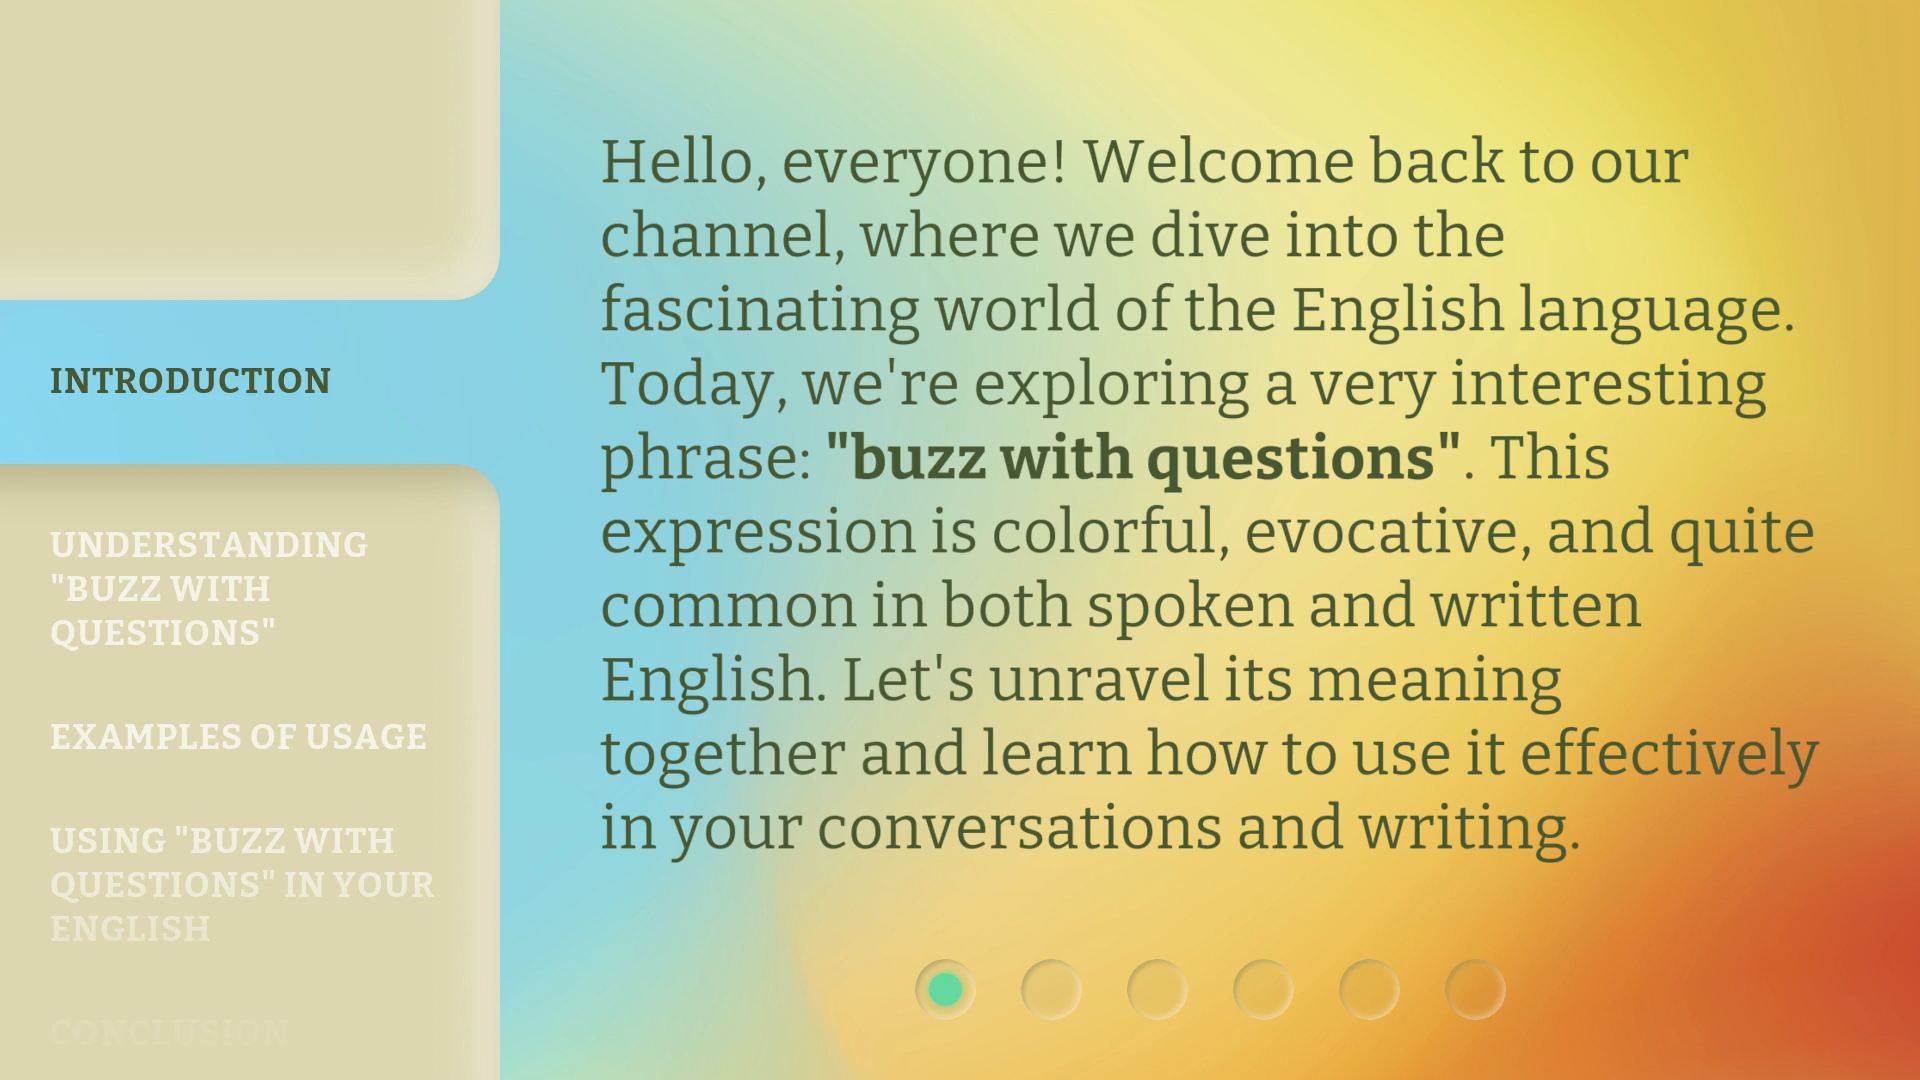 INTRODUCTION
UNDERSTANDING
"BUZZ WITH
QUESTIONS"
EXAMPLES OF USAGE
USING "BUZZ WITH
QUESTIONS" IN YOUR
ENGLISH
CONCLUSION
Hello, everyone! Welcome back to our
channel, where we dive into the
fascinating world of the English language.
Today, we're exploring a very interesting
phrase: "buzz with questions". This
expression is colorful, evocative, and quite
common in both spoken and written
English. Let's unravel its meaning
together and learn how to use it effectively
in your conversations and writing.